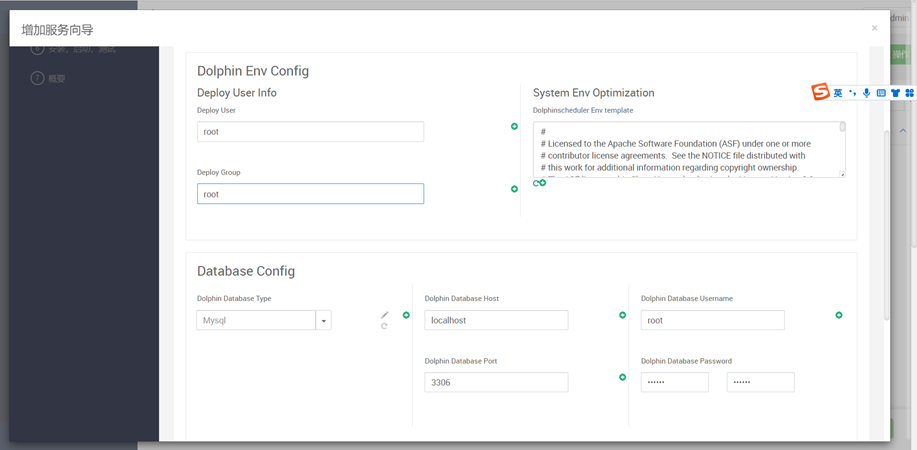 增加服务向导
×
dmin
操作
6 安装、启动、测试
7 概要
Dolphin Env Config
Deploy User Info
Deploy User
root
Deploy Group
root
System Env Optimization
Dolphinscheduler Env template
#
# Licensed to the Apache Software Foundation (ASF) under one or more
# contributor license agreements. See the NOTICE file distributed with
# this work for additional information regarding copyright ownership.
S 英
Database Config
Dolphin Database Type
Mysql
Dolphin Database Host
localhost
Dolphin Database Username
root
Dolphin Database Port
3306
Dolphin Database Password
•••••• ••••••